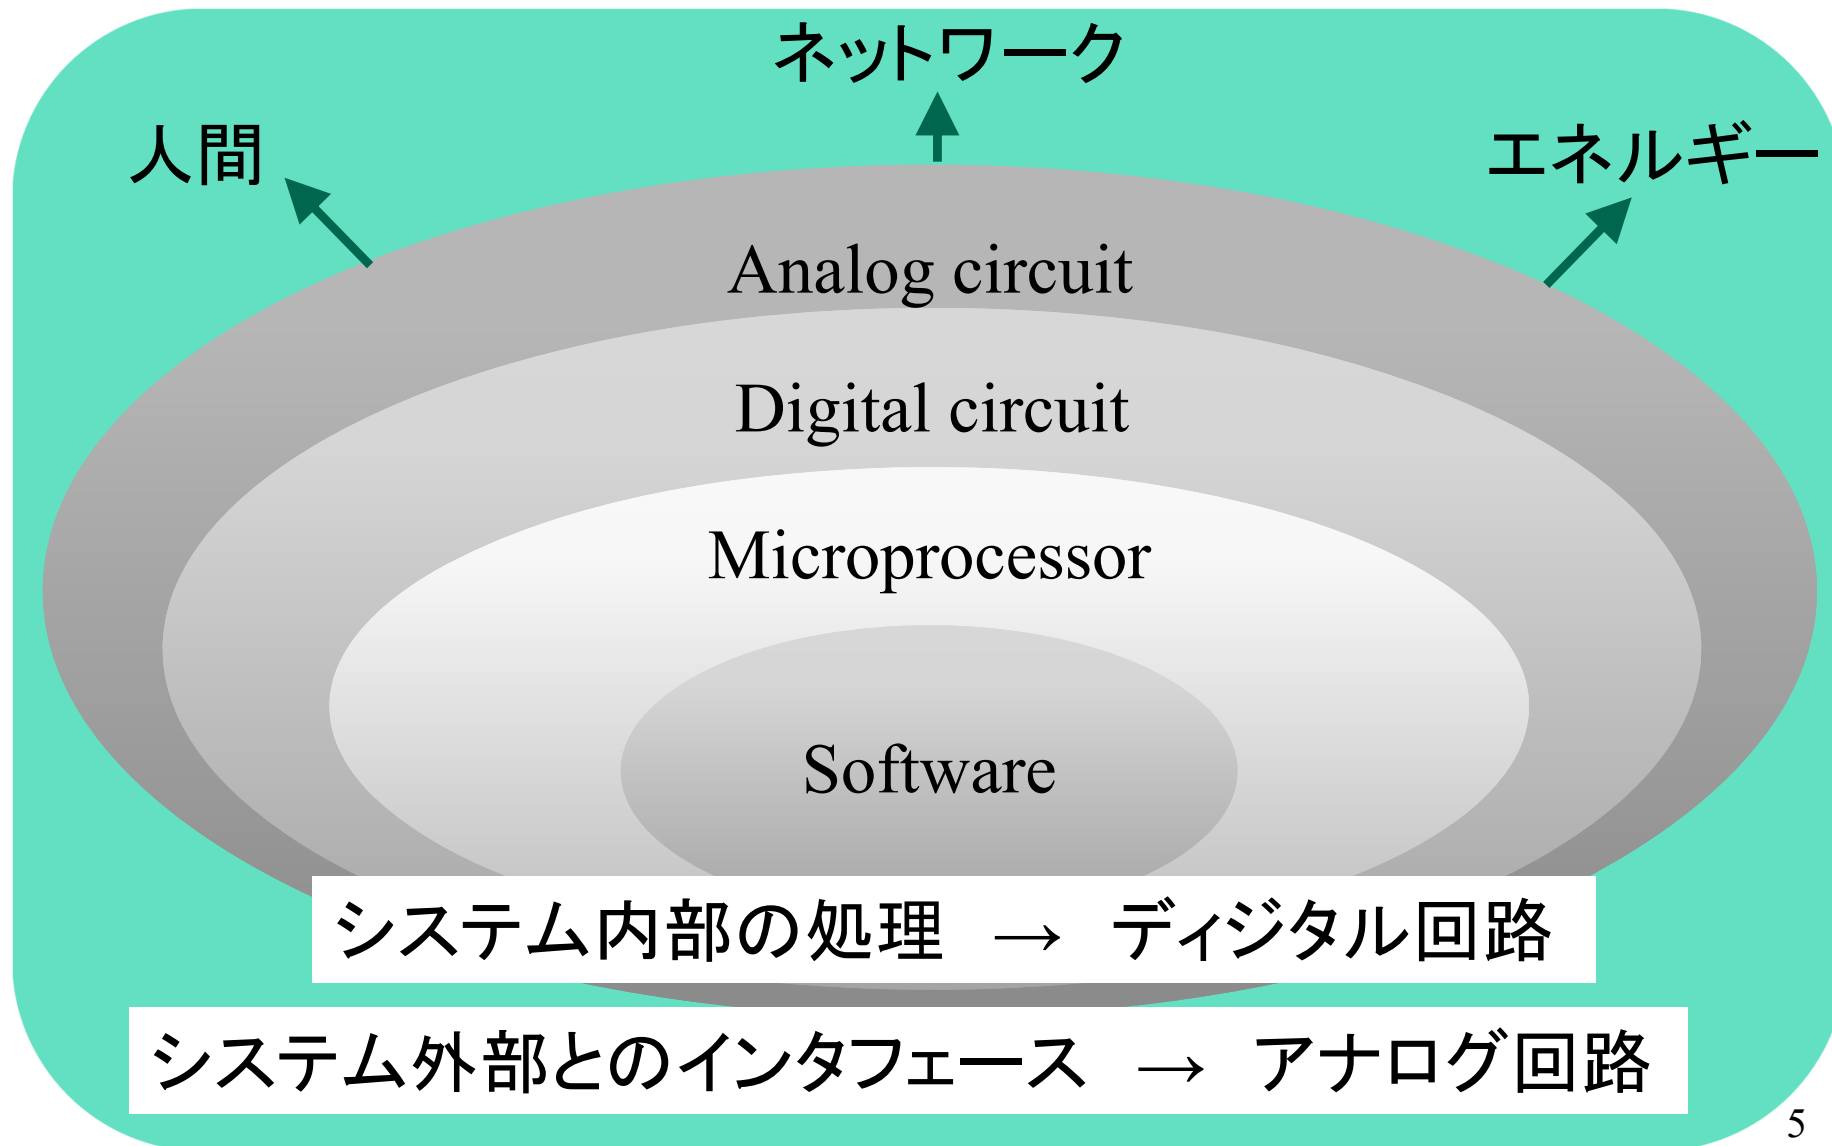 ネットワーク
人間
エネルギー
Analog circuit
Digital circuit
Microprocessor
Software
システム内部の処理 → ディジタル回路
システム外部とのインタフェース → アナログ回路
5